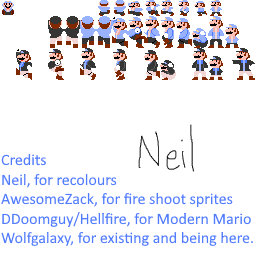 Neil
Credits
Neil, for recolours
AwesomeZack, for fire shoot sprites
DDoomguy/Hellfire, for Modern Mario
Wolfgalaxy, for existing and being here.